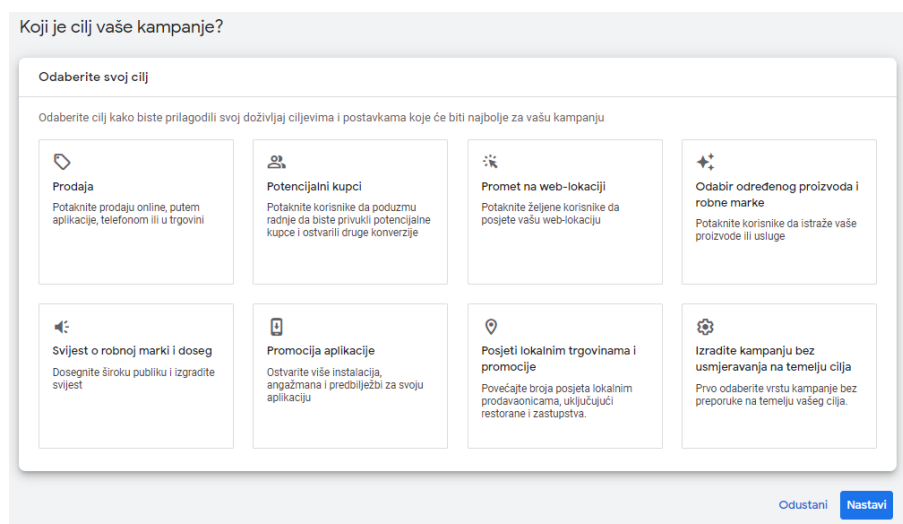 Koji je cilj vaše kampanje?
Odaberite svoj cilj
Odaberite cilj kako biste prilagodili svoj doživljaj ciljevima i postavkama koje će biti najbolje za vašu kampanju
Prodaja
Potaknite prodaju online, putem
aplikacije, telefonom ili u trgovini
Potencijalni kupci
Potaknite korisnike da poduzmu
radnje da biste privukli potencijalne
kupce i ostvarili druge konverzije
Promet na web-lokaciji
Potaknite željene korisnike da
posjete vašu web-lokaciju
Odabir određenog proizvoda i
robne marke
Potaknite korisnike da istraže vaše
proizvode ili usluge
Svijest o robnoj marki i doseg
Dosegnite široku publiku i izgradite
svijest
Promocija aplikacije
Ostvarite više instalacija,
angažmana i predbilježbi za svoju
aplikaciju
Posjeti lokalnim trgovinama i
promocije
Povećajte broja posjeta lokalnim
prodavaonicama, uključujući
restorane i zastupstva.
Izradite kampanju bez
usmjeravanja na temelju cilja
Prvo odaberite vrstu kampanje bez
preporuke na temelju vašeg cilja.
Odustani
Nastavi